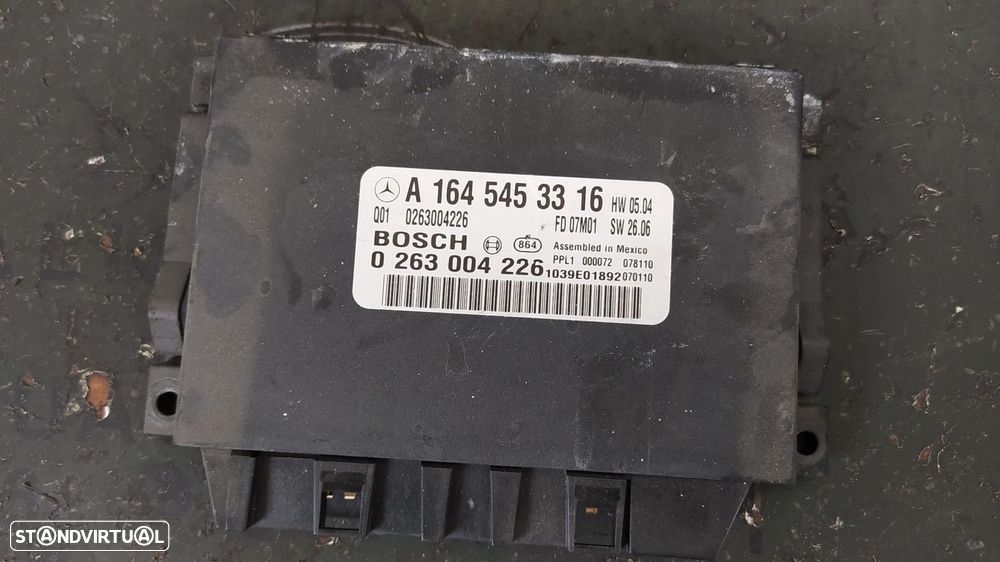 A 164 545 33 16 HW 05.04
Q01 0263004226 FD 07M01 SW 26.06
BOSCH 864 Assembled in Mexico
PPL1 000072 078110
0 263 004 226 1039E01892070110
STANDVIRTUAL